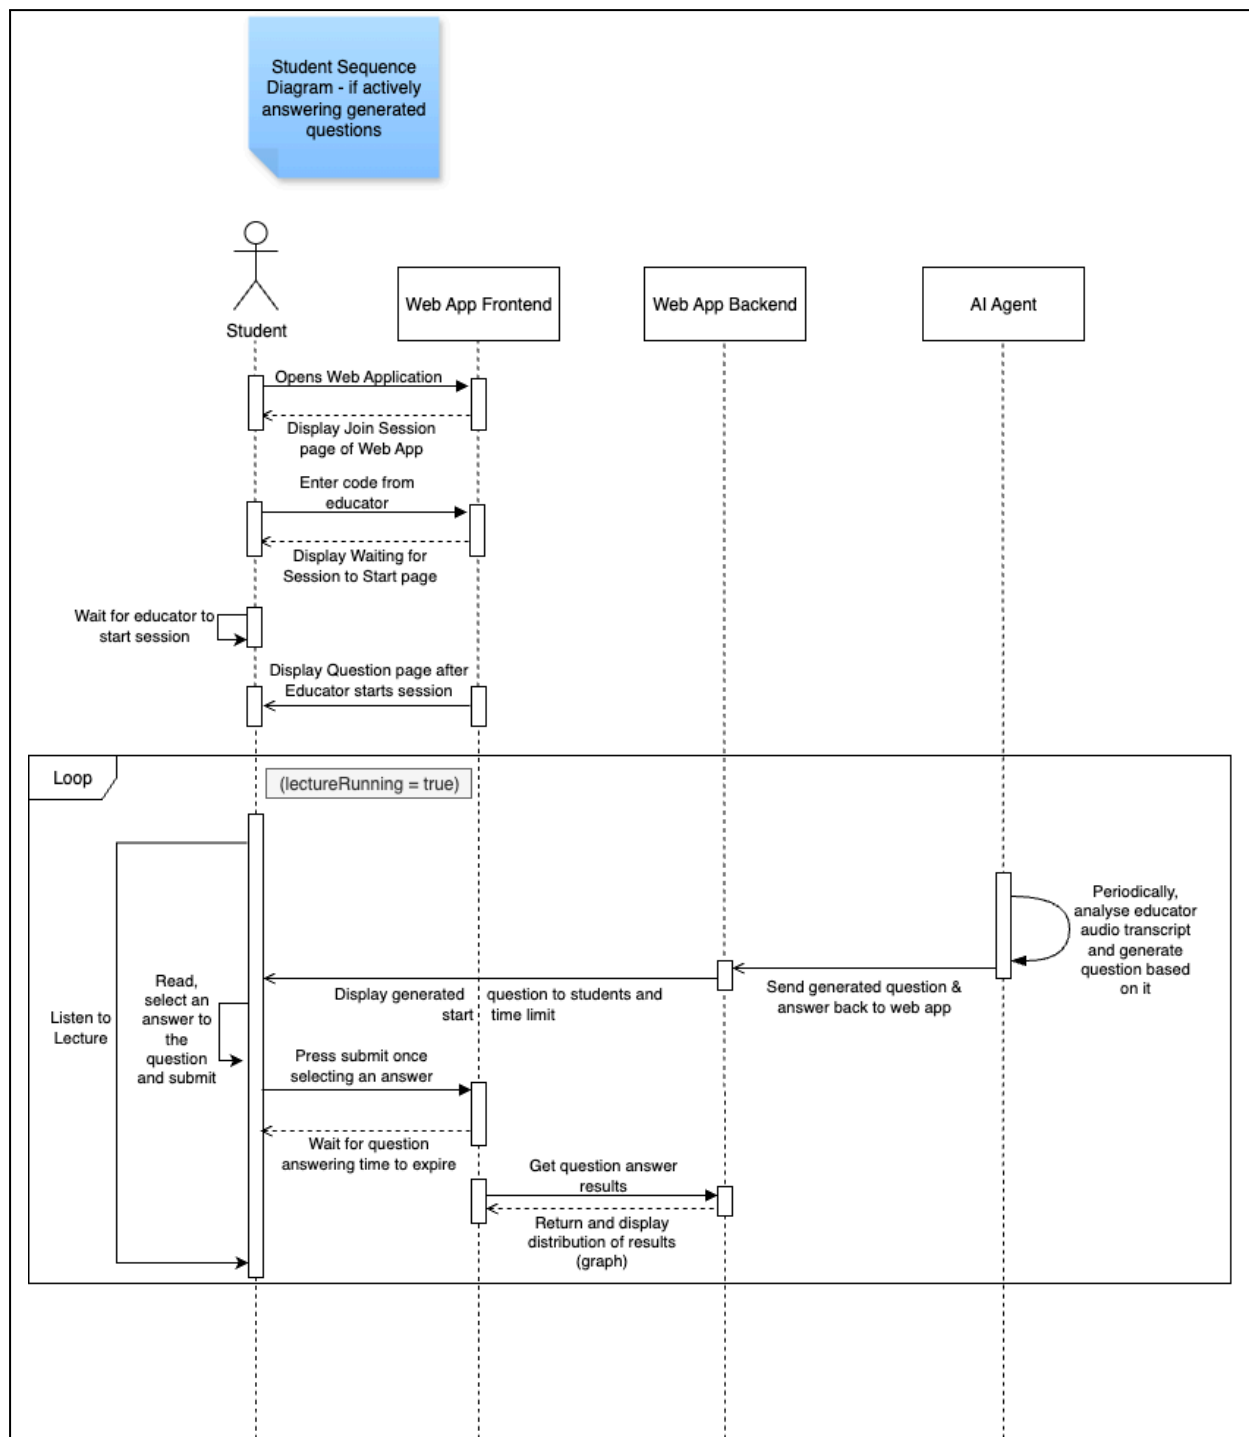 Student Sequence
Diagram - if actively
answering generated
questions
Student
Web App Frontend
Web App Backend
AI Agent
Opens Web Application
Display Join Session
page of Web App
Enter code from
educator
Display Waiting for
Session to Start page
Wait for educator to
start session
Display Question page after
Educator starts session
Loop
(lectureRunning = true)
Periodically,
analyse educator
audio transcript
and generate
question based
on it
Send generated question &
answer back to web app
Display generated question to students and
start time limit
Listen to
Lecture
Read,
select an
answer to
the
question
and submit
Press submit once
selecting an answer
Wait for question
answering time to expire
Get question answer
results
Return and display
distribution of results
(graph)